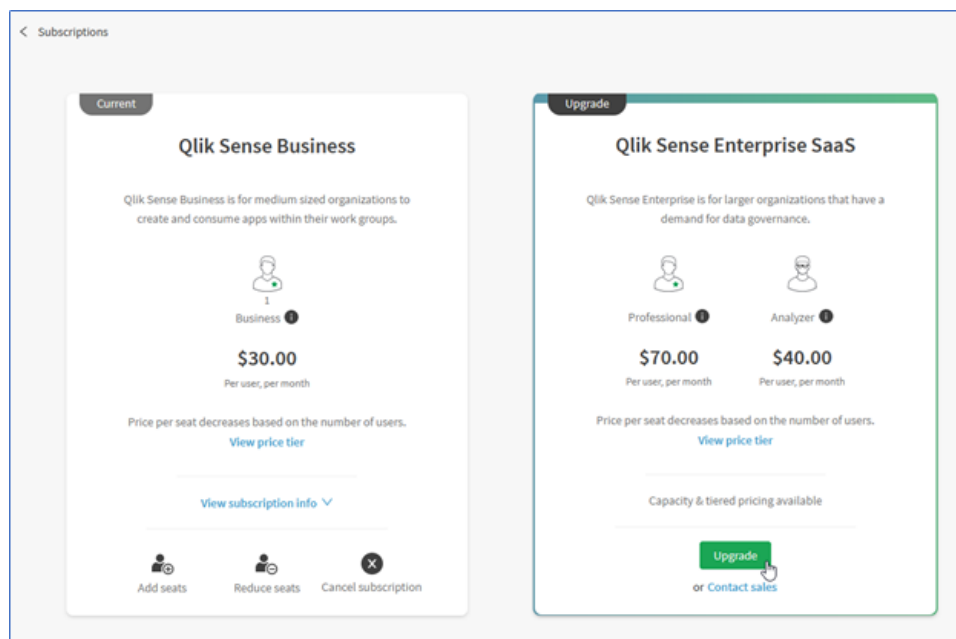 Subscriptions
Current
Qlik Sense Business
Qlik Sense Business is for medium sized organizations to
create and consume apps within their work groups.
1
Business
$30.00
Per user, per month
Price per seat decreases based on the number of users.
View price tier
View subscription info
Add seats
Reduce seats
Cancel subscription
Upgrade
Qlik Sense Enterprise SaaS
Qlik Sense Enterprise is for larger organizations that have a
demand for data governance.
Professional
Analyzer
$70.00
$40.00
Per user, per month
Per user, per month
Price per seat decreases based on the number of users.
View price tier
Capacity & tiered pricing available
Upgrade
or Contact sales